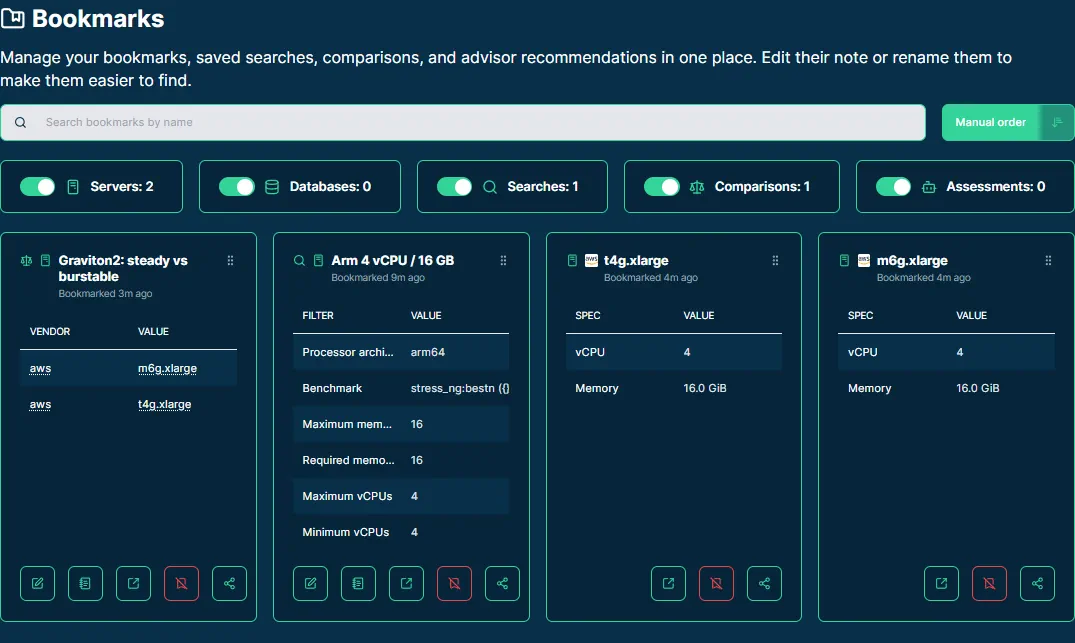 Bookmarks
Manage your bookmarks, saved searches, comparisons, and advisor recommendations in one place. Edit their note or rename them to
make them easier to find.
Search bookmarks by name
Manual order
Servers: 2
Databases: 0
Searches: 1
Comparisons: 1
Assessments: 0
Graviton2: steady vs
burstable
Bookmarked 3m ago
VENDOR VALUE
aws m6g.xlarge
aws t4g.xlarge
Arm 4 vCPU / 16 GB
Bookmarked 9m ago
FILTER VALUE
Processor archi... arm64
Benchmark stress_ng:bestn ({}
Maximum mem... 16
Required memo... 16
Maximum vCPUs 4
Minimum vCPUs 4
aws t4g.xlarge
Bookmarked 4m ago
SPEC VALUE
vCPU 4
Memory 16.0 GiB
aws m6g.xlarge
Bookmarked 4m ago
SPEC VALUE
vCPU 4
Memory 16.0 GiB